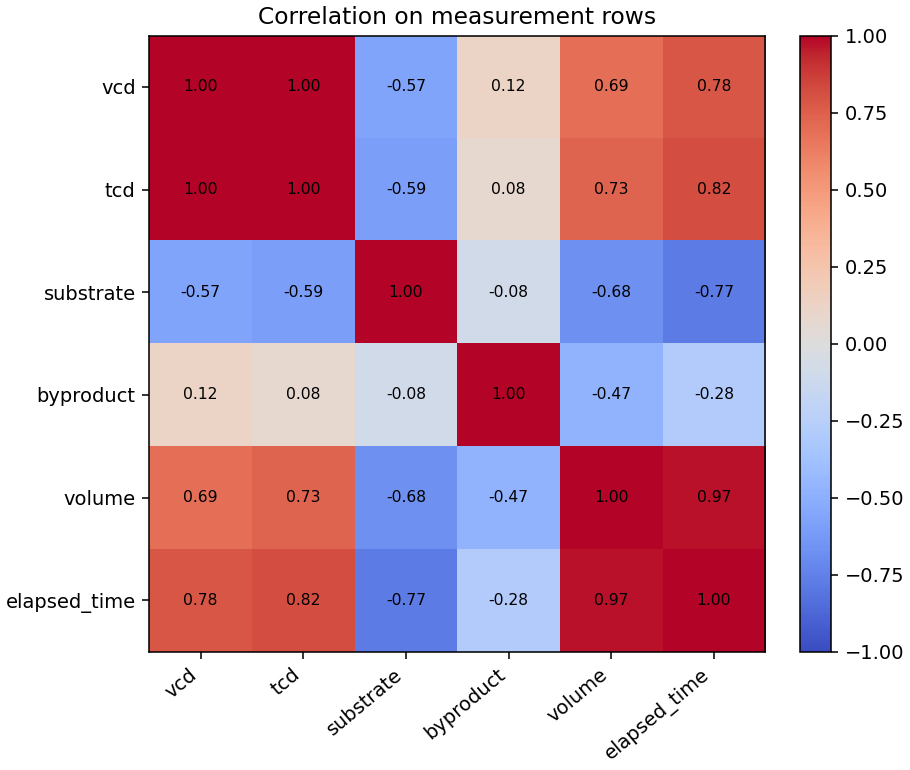 Correlation on measurement rows
vcd 1.00 1.00 -0.57 0.12 0.69 0.78
tcd 1.00 1.00 -0.59 0.08 0.73 0.82
substrate -0.57 -0.59 1.00 -0.08 -0.68 -0.77
byproduct 0.12 0.08 -0.08 1.00 -0.47 -0.28
volume 0.69 0.73 -0.68 -0.47 1.00 0.97
elapsed_time 0.78 0.82 -0.77 -0.28 0.97 1.00
vcd tcd substrate byproduct volume elapsed_time
1.00
0.75
0.50
0.25
0.00
−0.25
−0.50
−0.75
−1.00